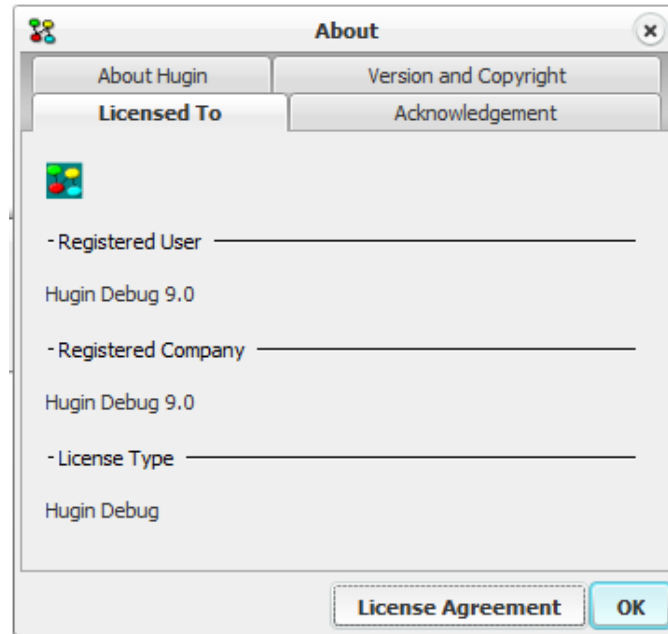 About
About Hugin
Version and Copyright
Licensed To
Acknowledgement
- Registered User
Hugin Debug 9.0
- Registered Company
Hugin Debug 9.0
- License Type
Hugin Debug
License Agreement
OK